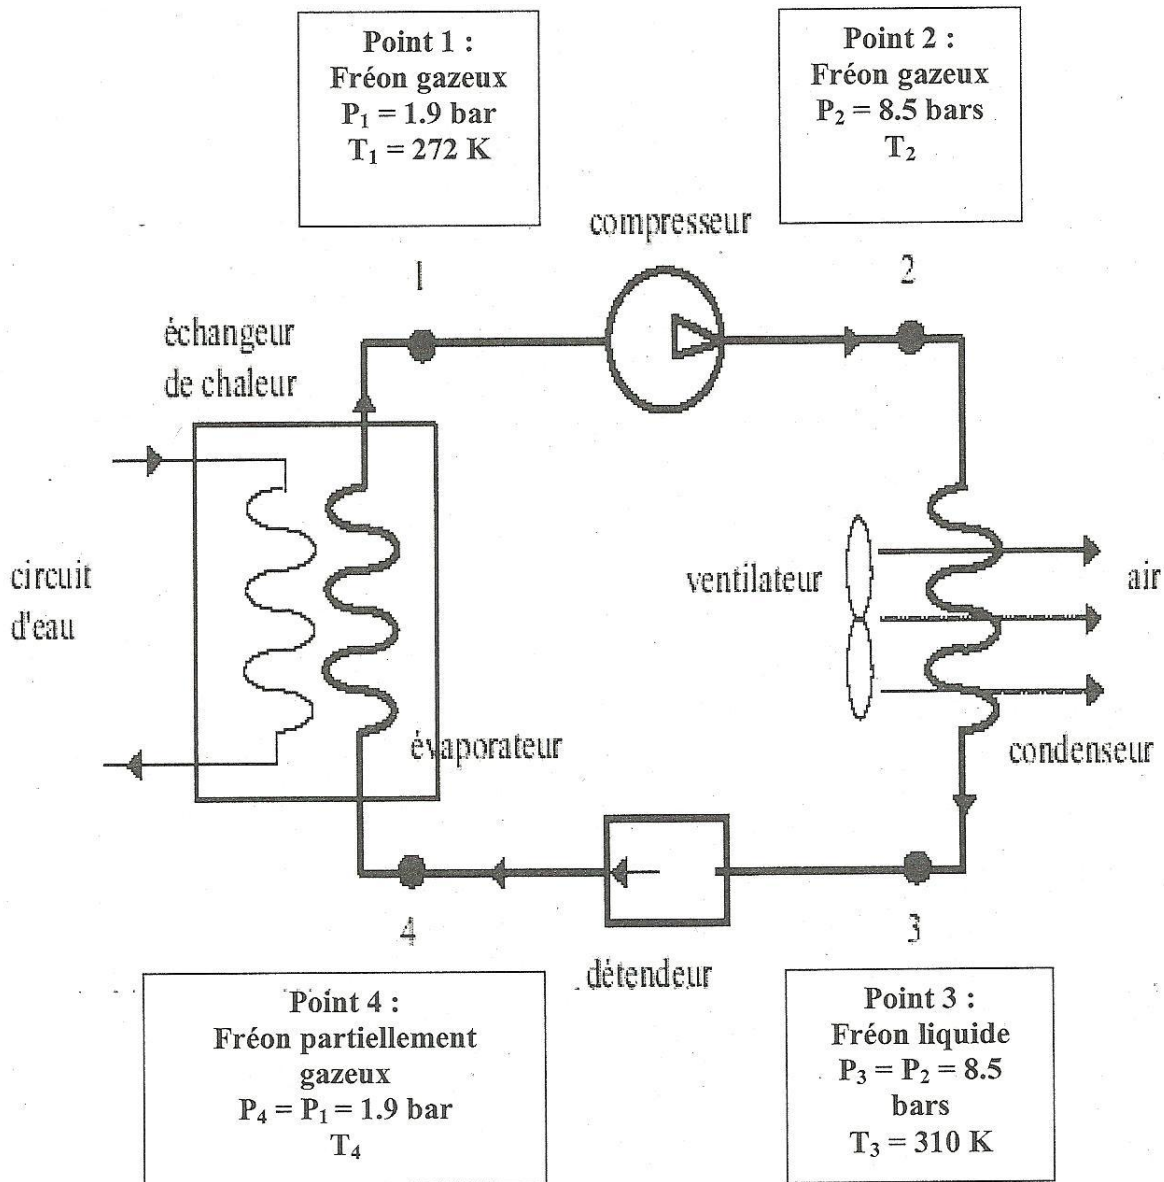 Point 1 :
Fréon gazeux
P₁ = 1.9 bar
T₁ = 272 K
Point 2 :
Fréon gazeux
P₂ = 8.5 bars
T₂
compresseur
1
2
échangeur
de chaleur
circuit
d'eau
ventilateur
air
évaporateur
condenseur
4
3
détendeur
Point 4 :
Fréon partiellement
gazeux
P₄ = P₁ = 1.9 bar
T₄
Point 3 :
Fréon liquide
P₃ = P₂ = 8.5
bars
T₃ = 310 K